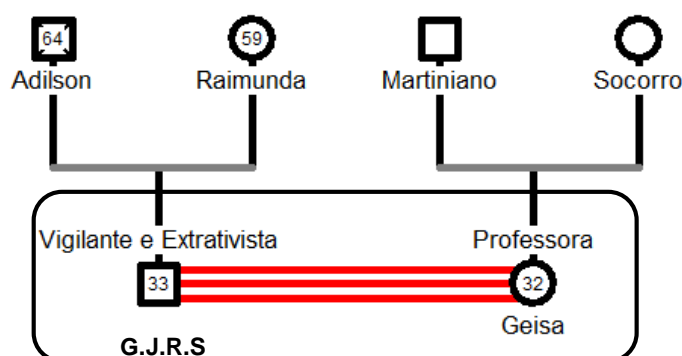 64 59
Adilson Raimunda Martiniano Socorro
Vigilante e Extrativista Professora
33 32
Geisa
G.J.R.S